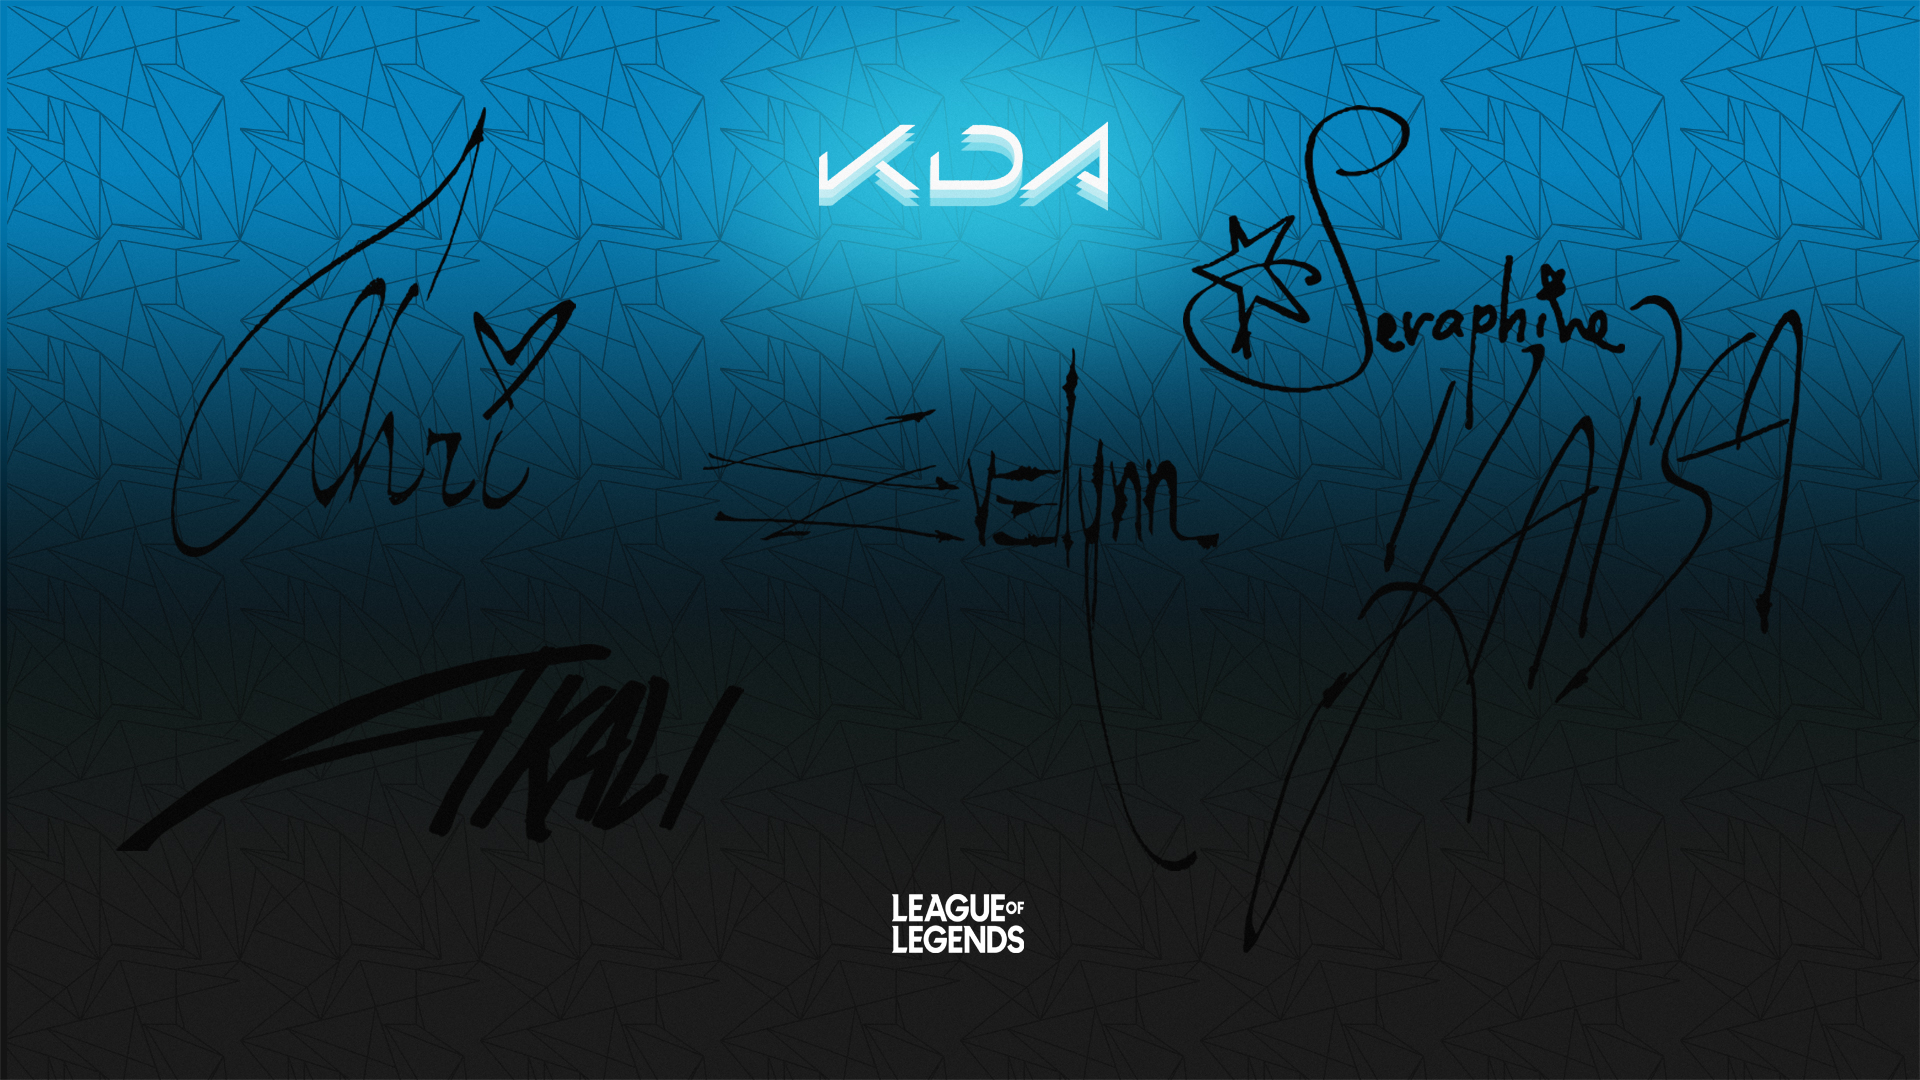 KDA
Ahri
Seraphine
Evelynn
KAI'SA
AKALI
LEAGUE OF
LEGENDS